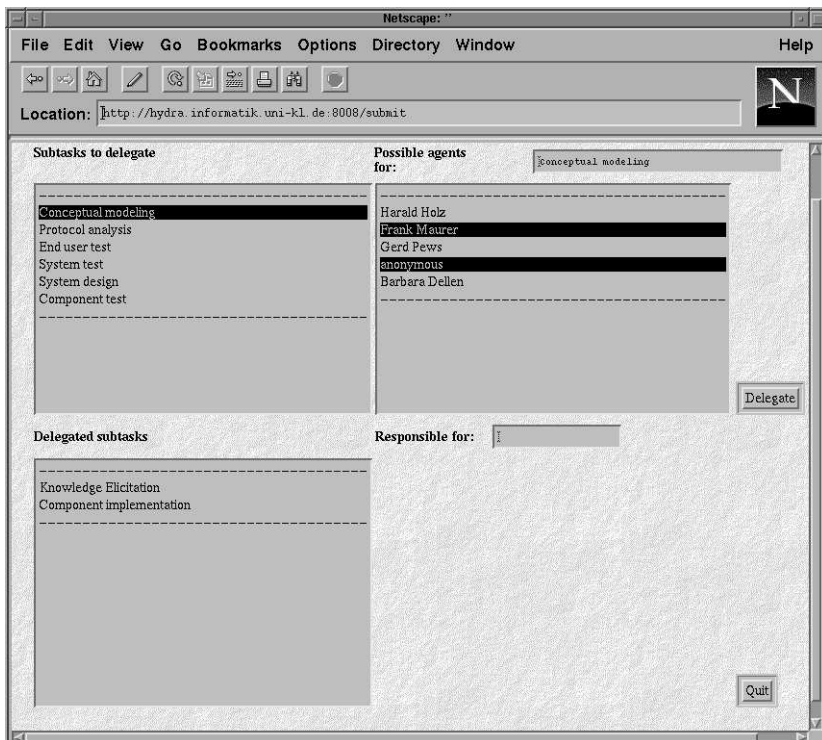 Netscape: ''
File Edit View Go Bookmarks Options Directory Window Help
Location: http://hydra.informatik.uni-kl.de:8008/submit
N
Subtasks to delegate
Possible agents
for:
conceptual modeling
Conceptual modeling
Protocol analysis
End user test
System test
System design
Component test
Harald Holz
Frank Maurer
Gerd Pews
anonymous
Barbara Dellen
Delegate
Delegated subtasks
Responsible for:
Knowledge Elicitation
Component implementation
Quit